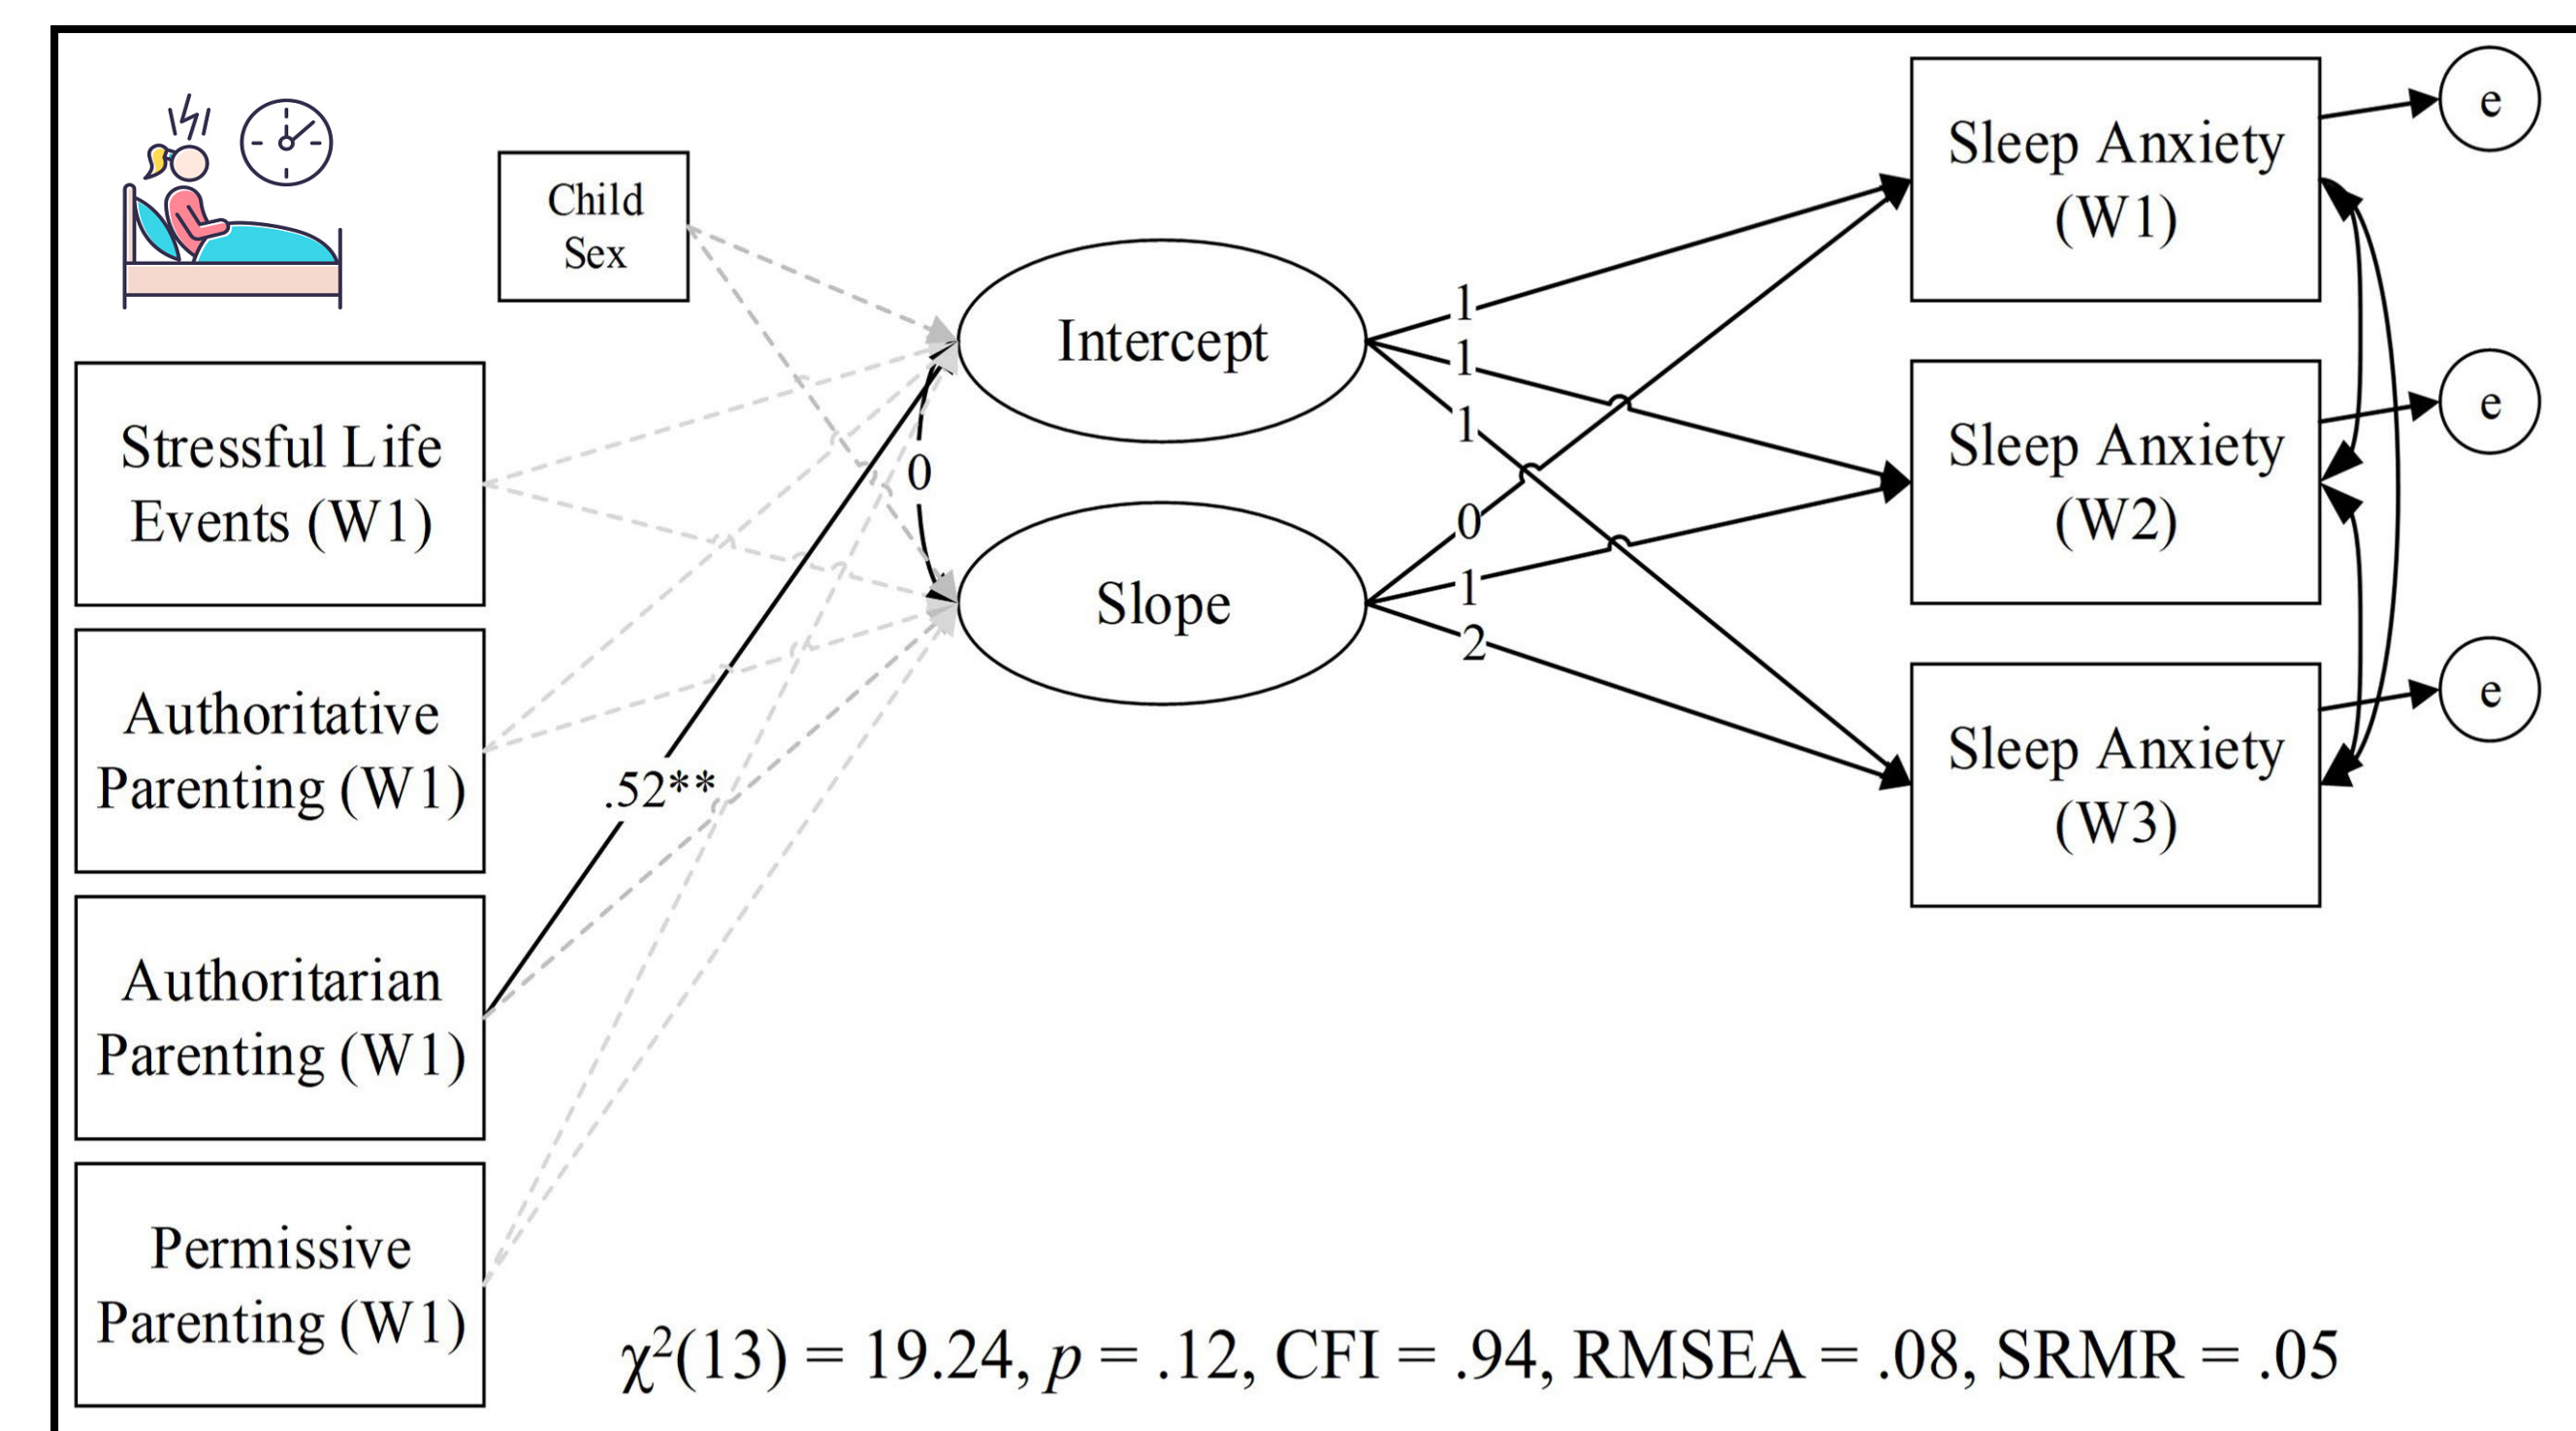 Child
Sex
Stressful Life
Events (W1)
Authoritative
Parenting (W1)
Authoritarian
Parenting (W1)
Permissive
Parenting (W1)
.52**
0
Intercept
Slope
1
1
1
0
1
2
Sleep Anxiety
(W1)
e
Sleep Anxiety
(W2)
e
Sleep Anxiety
(W3)
e
χ²(13) = 19.24, p = .12, CFI = .94, RMSEA = .08, SRMR = .05